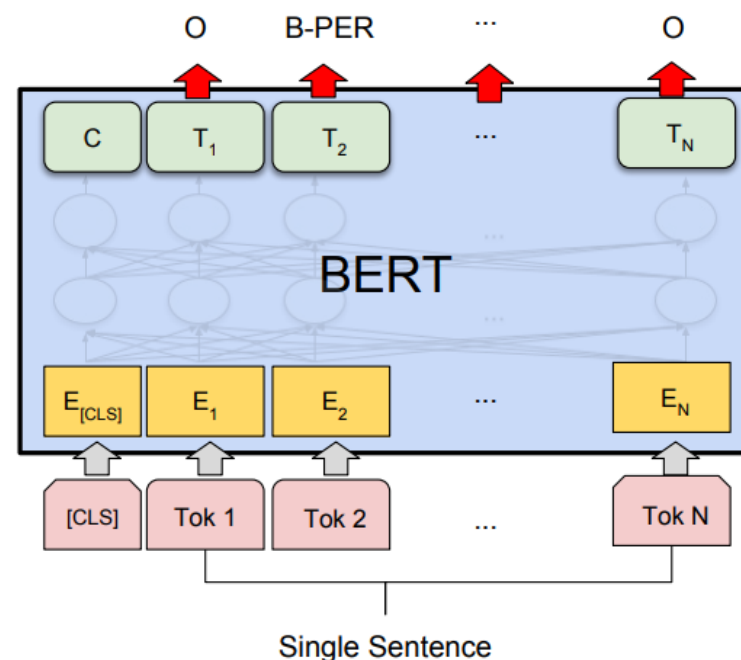 O B-PER ... O
C T1 T2 ... TN
...
BERT
...
E[CLS] E1 E2 ... EN
[CLS] Tok 1 Tok 2 ... Tok N
Single Sentence